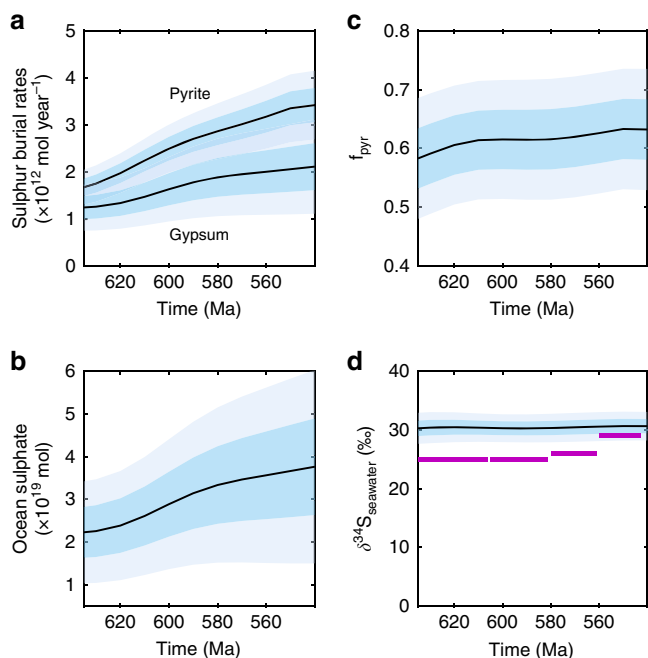 a
Sulphur burial rates
(×10¹² mol year⁻¹)
5
4
3
2
1
0
Pyrite
Gypsum
620 600 580 560
Time (Ma)
c
f_pyr
0.8
0.7
0.6
0.5
0.4
620 600 580 560
Time (Ma)
b
Ocean sulphate
(×10¹⁹ mol)
6
5
4
3
2
1
620 600 580 560
Time (Ma)
d
δ³⁴S_seawater (‰)
40
30
20
10
0
620 600 580 560
Time (Ma)